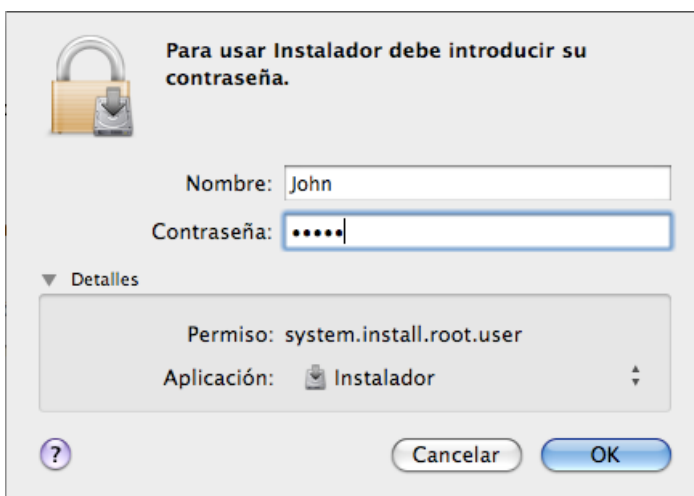 Para usar Instalador debe introducir su
contraseña.
Nombre: John
Contraseña: •••••
Detalles
Permiso: system.install.root.user
Aplicación: Instalador
? Cancelar OK